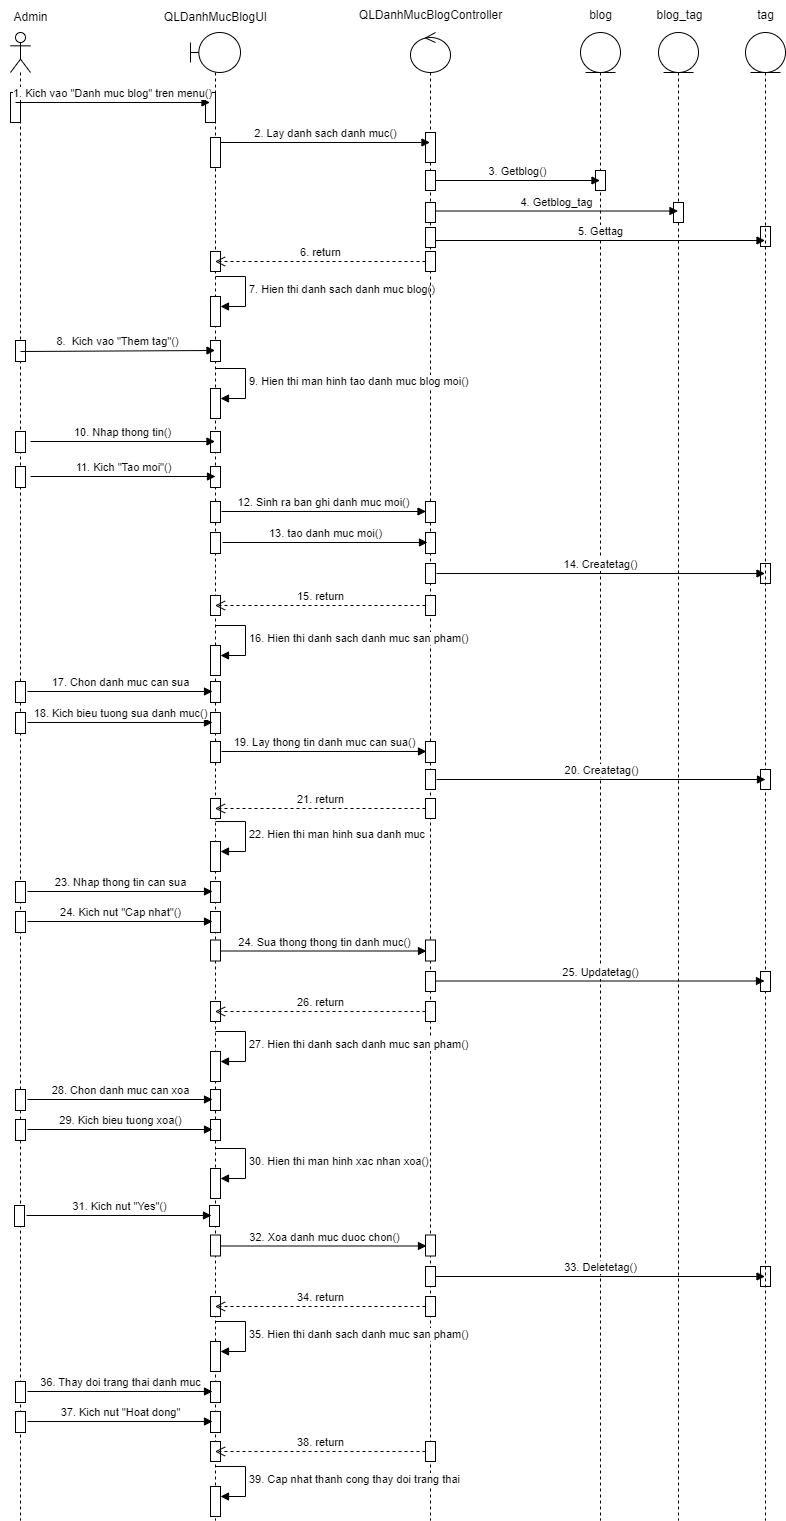 Admin
QLDanhMucBlogUI
QLDanhMucBlogController
blog
blog_tag
tag
1. Kich vao "Danh muc blog" tren menu()
2. Lay danh sach danh muc()
3. Getblog()
4. Getblog_tag
5. Gettag
6. return
7. Hien thi danh sach danh muc blog()
8.  Kich vao "Them tag"()
9. Hien thi man hinh tao danh muc blog moi()
10. Nhap thong tin()
11. Kich "Tao moi"()
12. Sinh ra ban ghi danh muc moi()
13. tao danh muc moi()
14. Createtag()
15. return
16. Hien thi danh sach danh muc san pham()
17. Chon danh muc can sua
18. Kich bieu tuong sua danh muc()
19. Lay thong tin danh muc can sua()
20. Createtag()
21. return
22. Hien thi man hinh sua danh muc
23. Nhap thong tin can sua
24. Kich nut "Cap nhat"()
24. Sua thong thong tin danh muc()
25. Updatetag()
26. return
27. Hien thi danh sach danh muc san pham()
28. Chon danh muc can xoa
29. Kich bieu tuong xoa()
30. Hien thi man hinh xac nhan xoa()
31. Kich nut "Yes"()
32. Xoa danh muc duoc chon()
33. Deletetag()
34. return
35. Hien thi danh sach danh muc san pham()
36. Thay doi trang thai danh muc
37. Kich nut "Hoat dong"
38. return
39. Cap nhat thanh cong thay doi trang thai